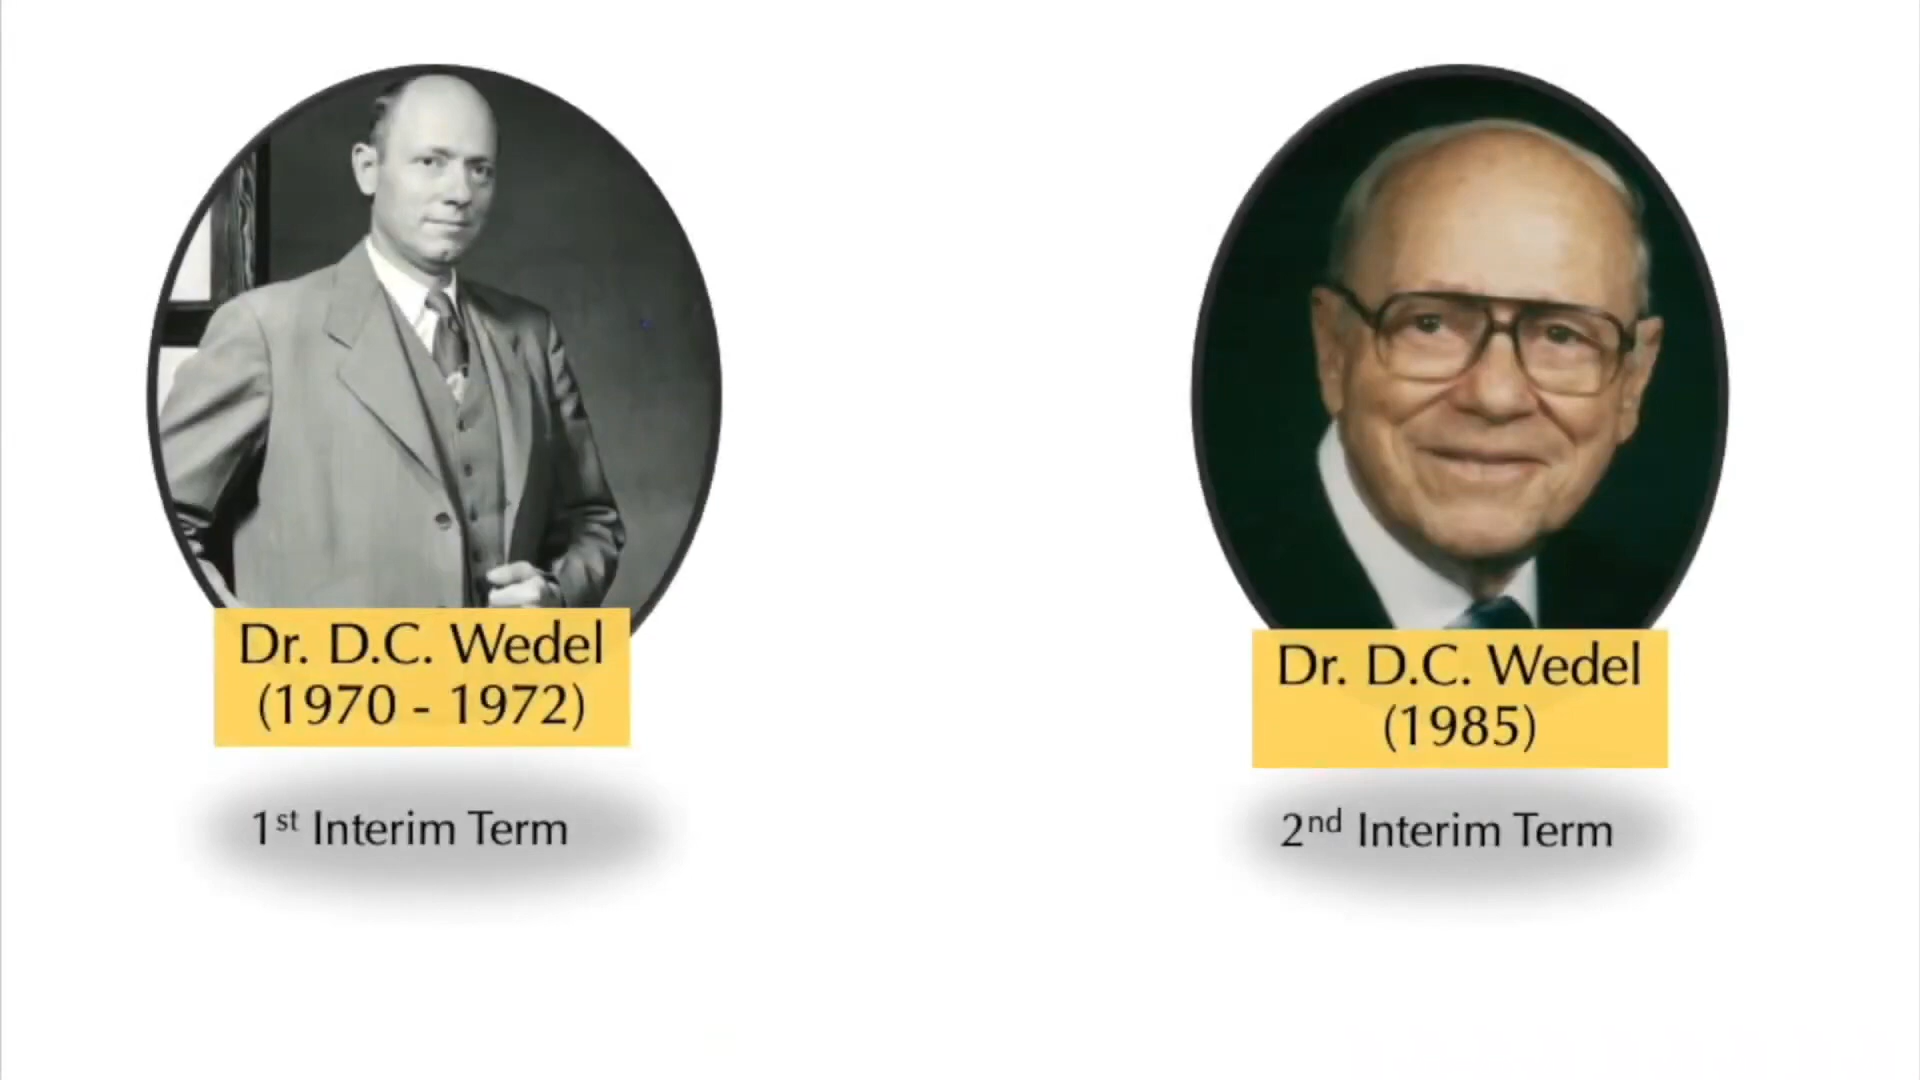 Dr. D.C. Wedel
(1970 - 1972)
1st Interim Term
Dr. D.C. Wedel
(1985)
2nd Interim Term